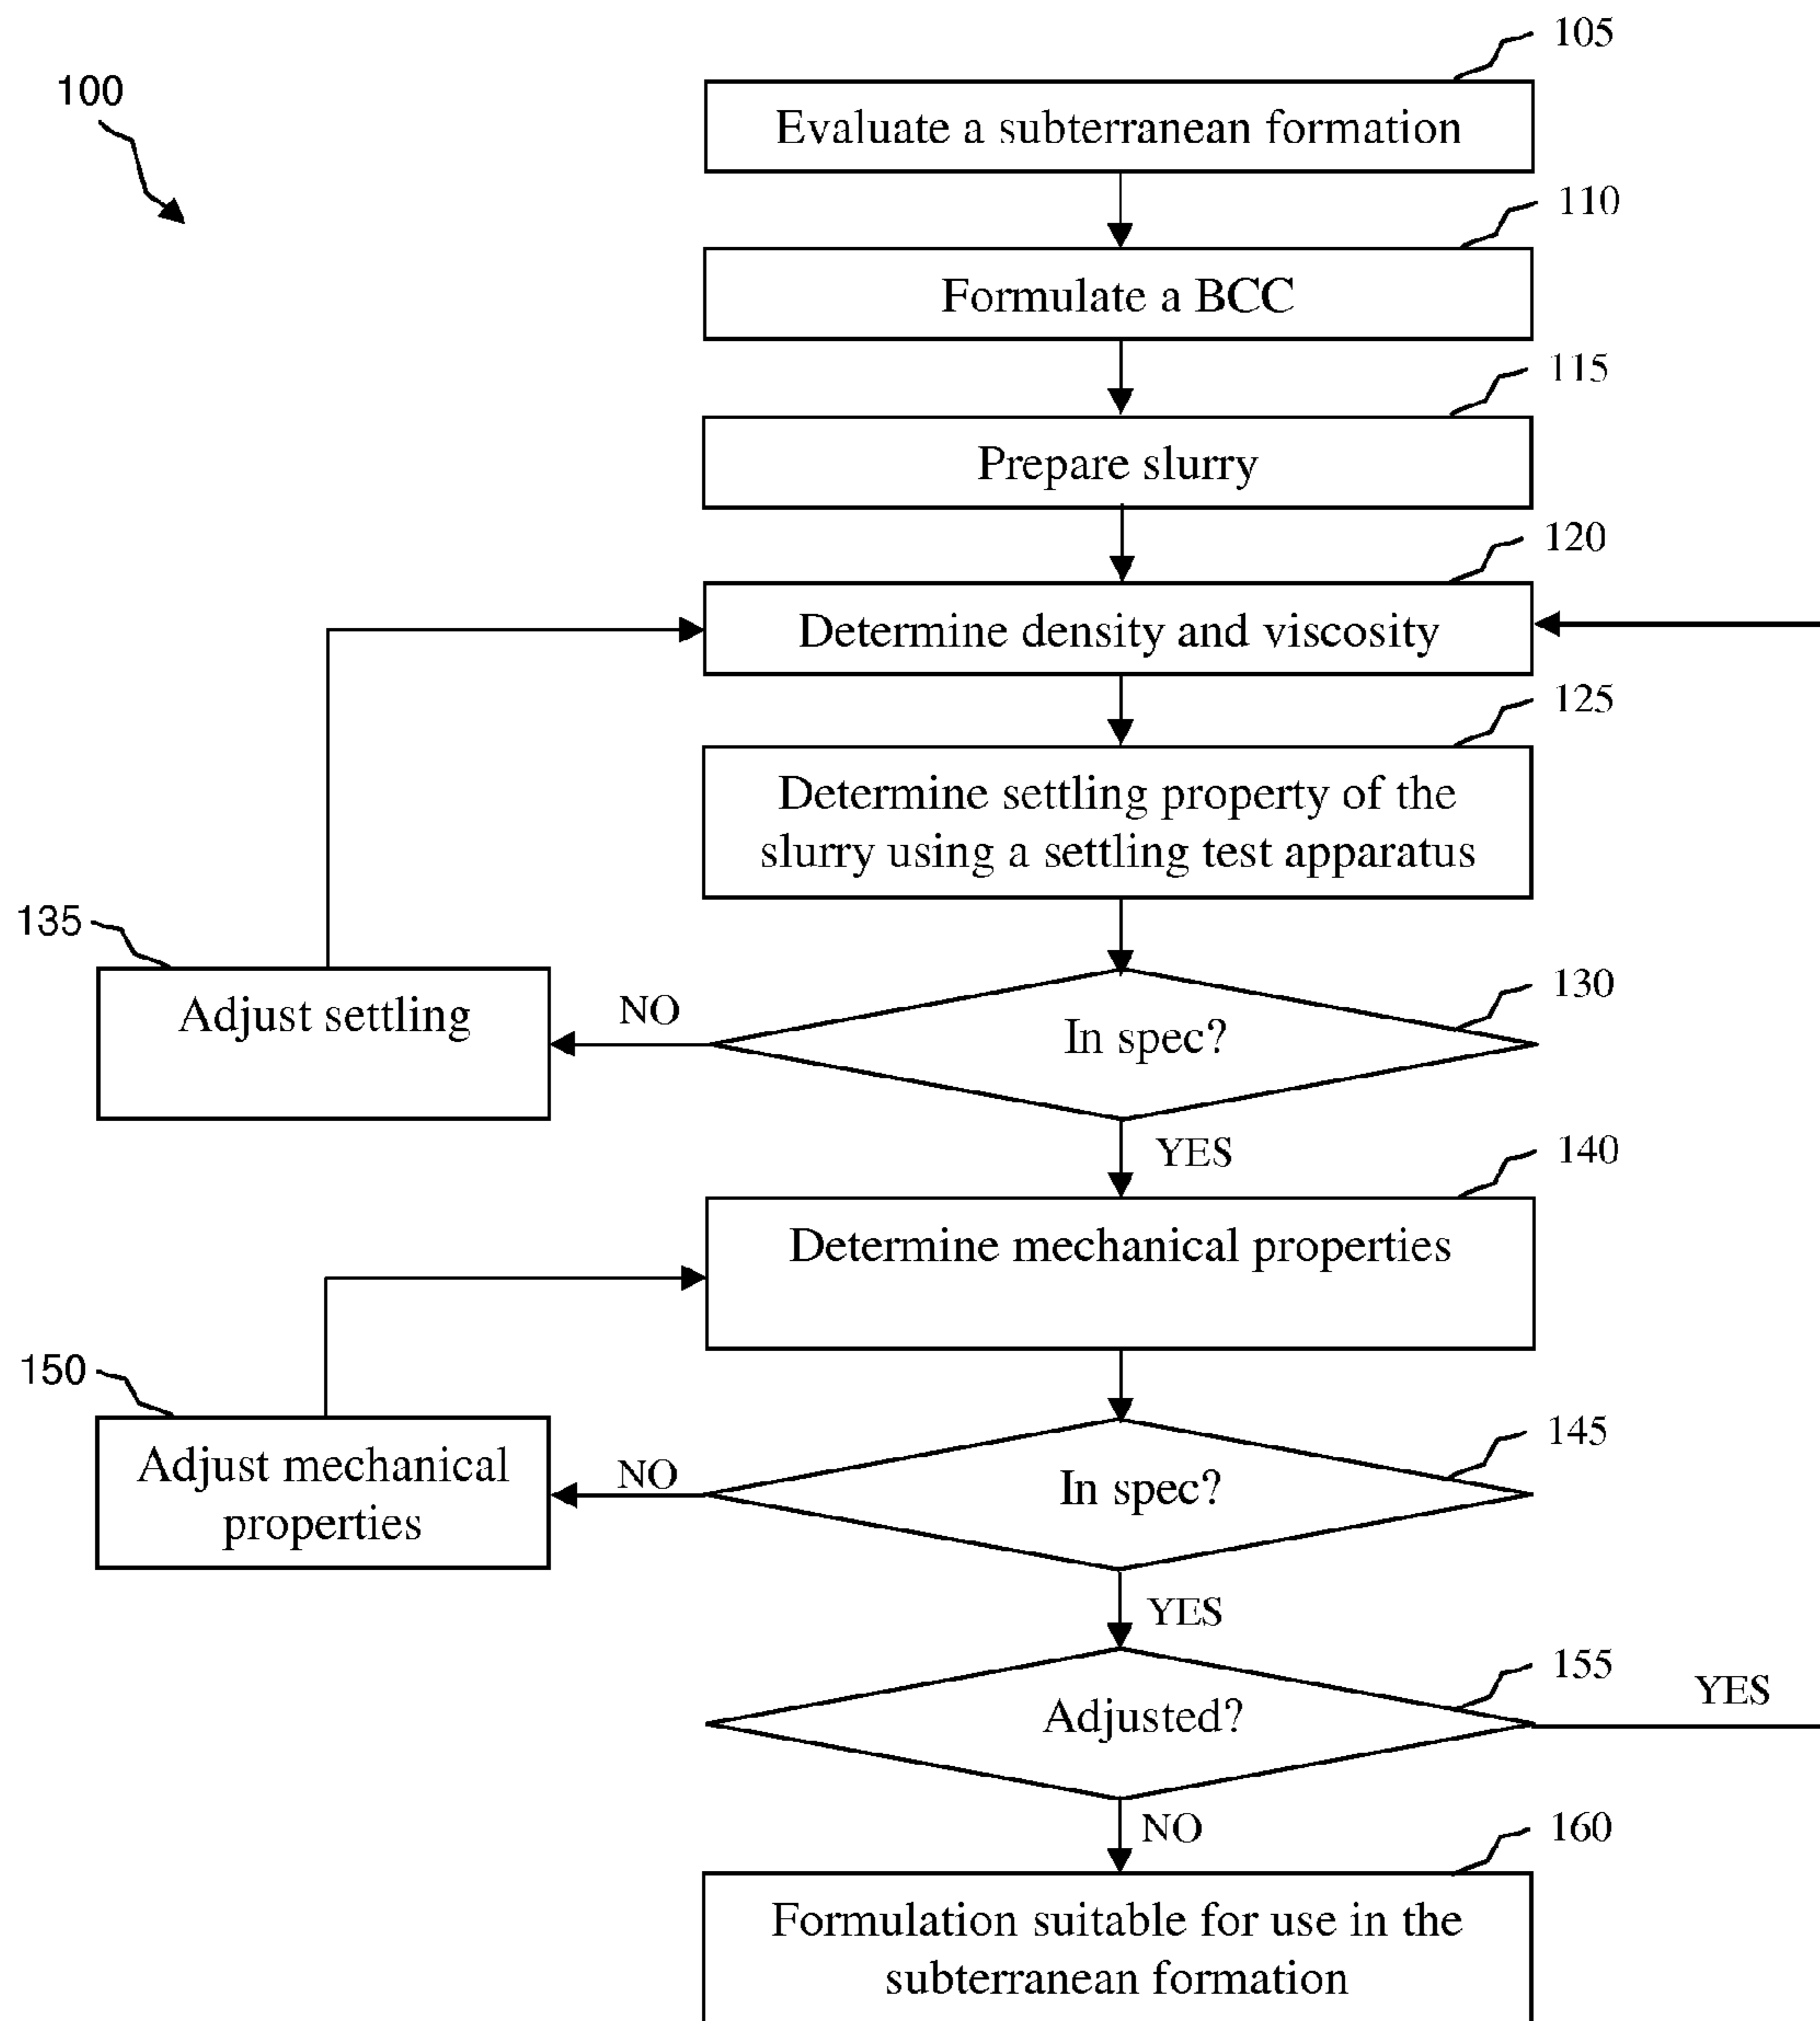 100
105
Evaluate a subterranean formation
110
Formulate a BCC
115
Prepare slurry
120
Determine density and viscosity
125
Determine settling property of the
slurry using a settling test apparatus
135
Adjust settling
NO
130
In spec?
YES
140
Determine mechanical properties
150
Adjust mechanical
properties
NO
145
In spec?
YES
155
Adjusted?
YES
NO
160
Formulation suitable for use in the
subterranean formation